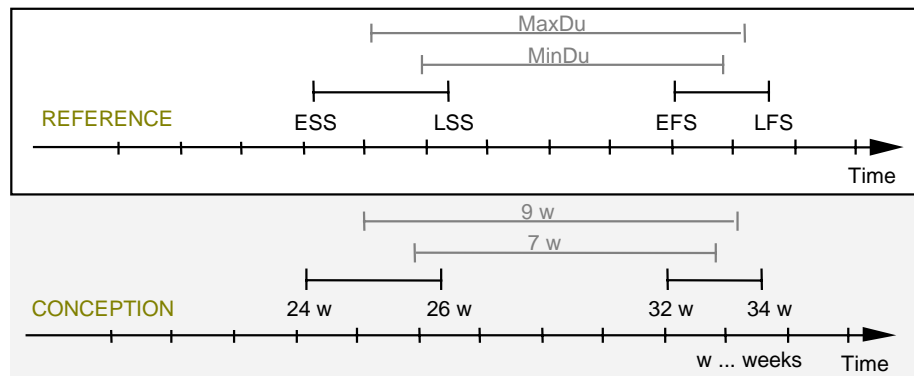 MaxDu
MinDu
REFERENCE
ESS LSS EFS LFS
Time
9 w
7 w
CONCEPTION
24 w 26 w 32 w 34 w
w ... weeks Time